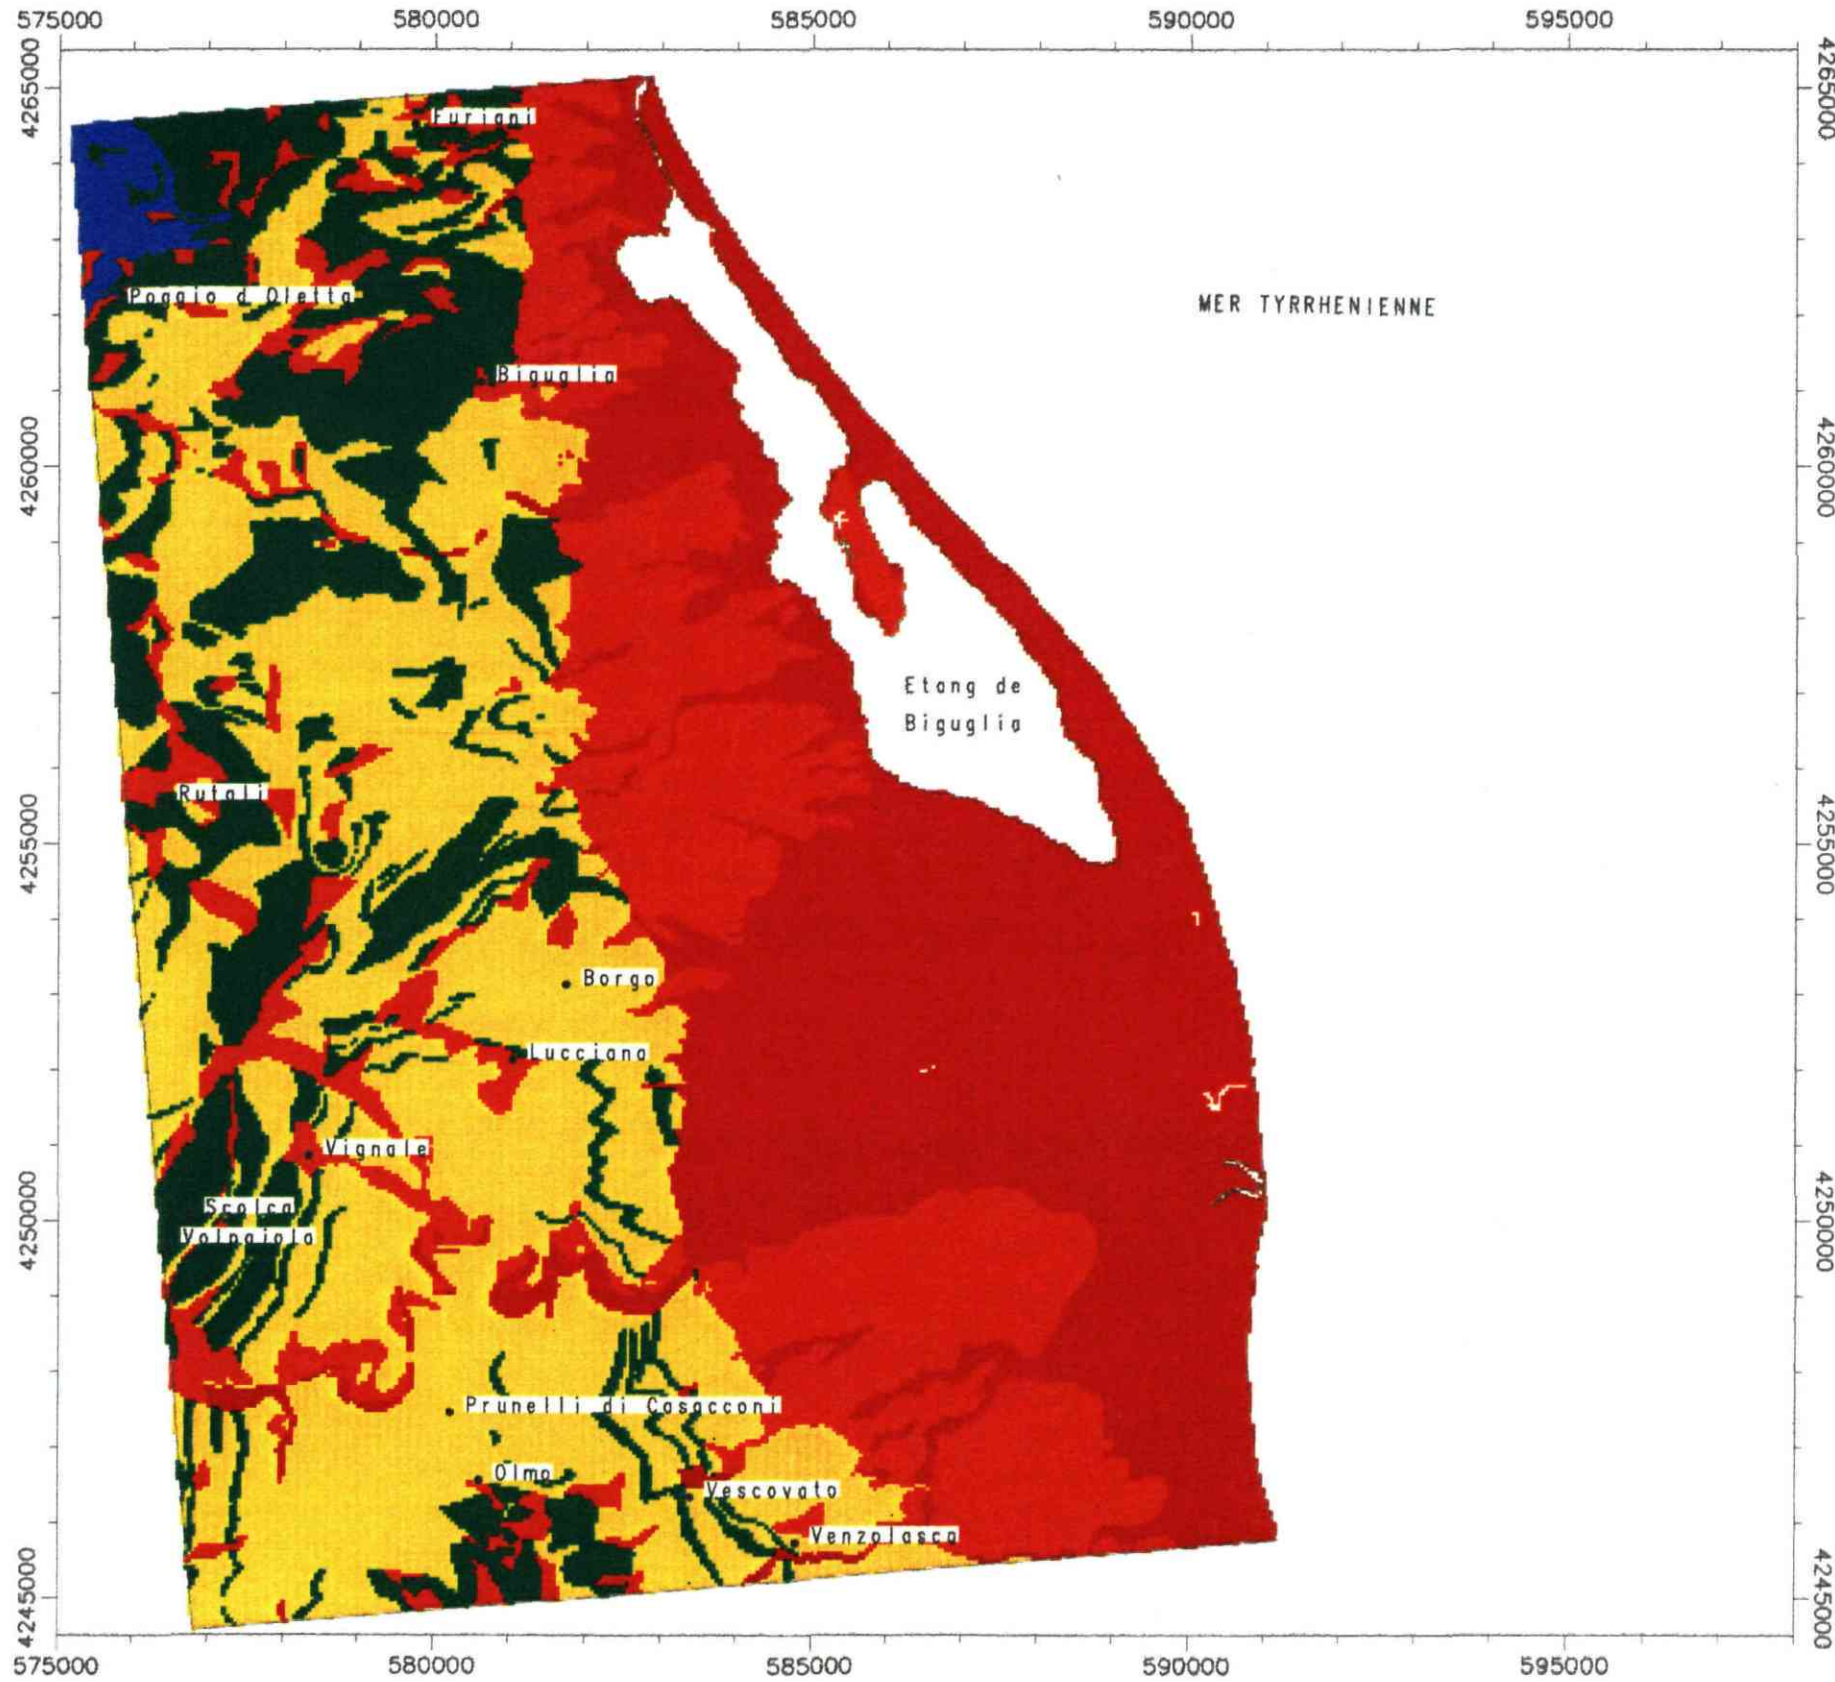 575000 580000 585000 590000 595000
4265000 4265000
Furiani
Poggio d Oletta
MER TYRRHENIENNE
Biguglia
4260000 4260000
Etang de
Biguglia
Rutali
4255000 4255000
Borgo
Lucciana
Vignale
Scolca
4250000 4250000
Volpaiola
Prunelli di Casacconi
Olmo
Vescovato
Venzolasca
4245000 4245000
575000 580000 585000 590000 595000